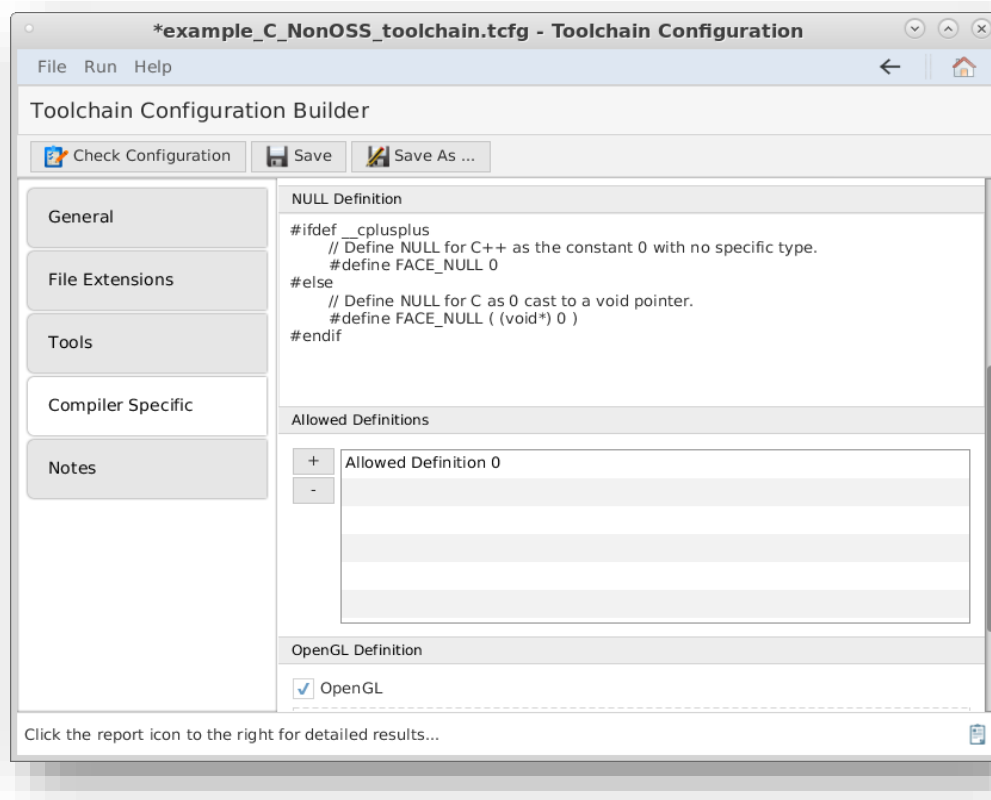 *example_C_NonOSS_toolchain.tcfg - Toolchain Configuration
File Run Help
Toolchain Configuration Builder
Check Configuration Save Save As ...
General
File Extensions
Tools
Compiler Specific
Notes
NULL Definition
#ifdef __cplusplus
// Define NULL for C++ as the constant 0 with no specific type.
#define FACE_NULL 0
#else
// Define NULL for C as 0 cast to a void pointer.
#define FACE_NULL ( (void*) 0 )
#endif
Allowed Definitions
+
-
Allowed Definition 0
OpenGL Definition
OpenGL
Click the report icon to the right for detailed results...